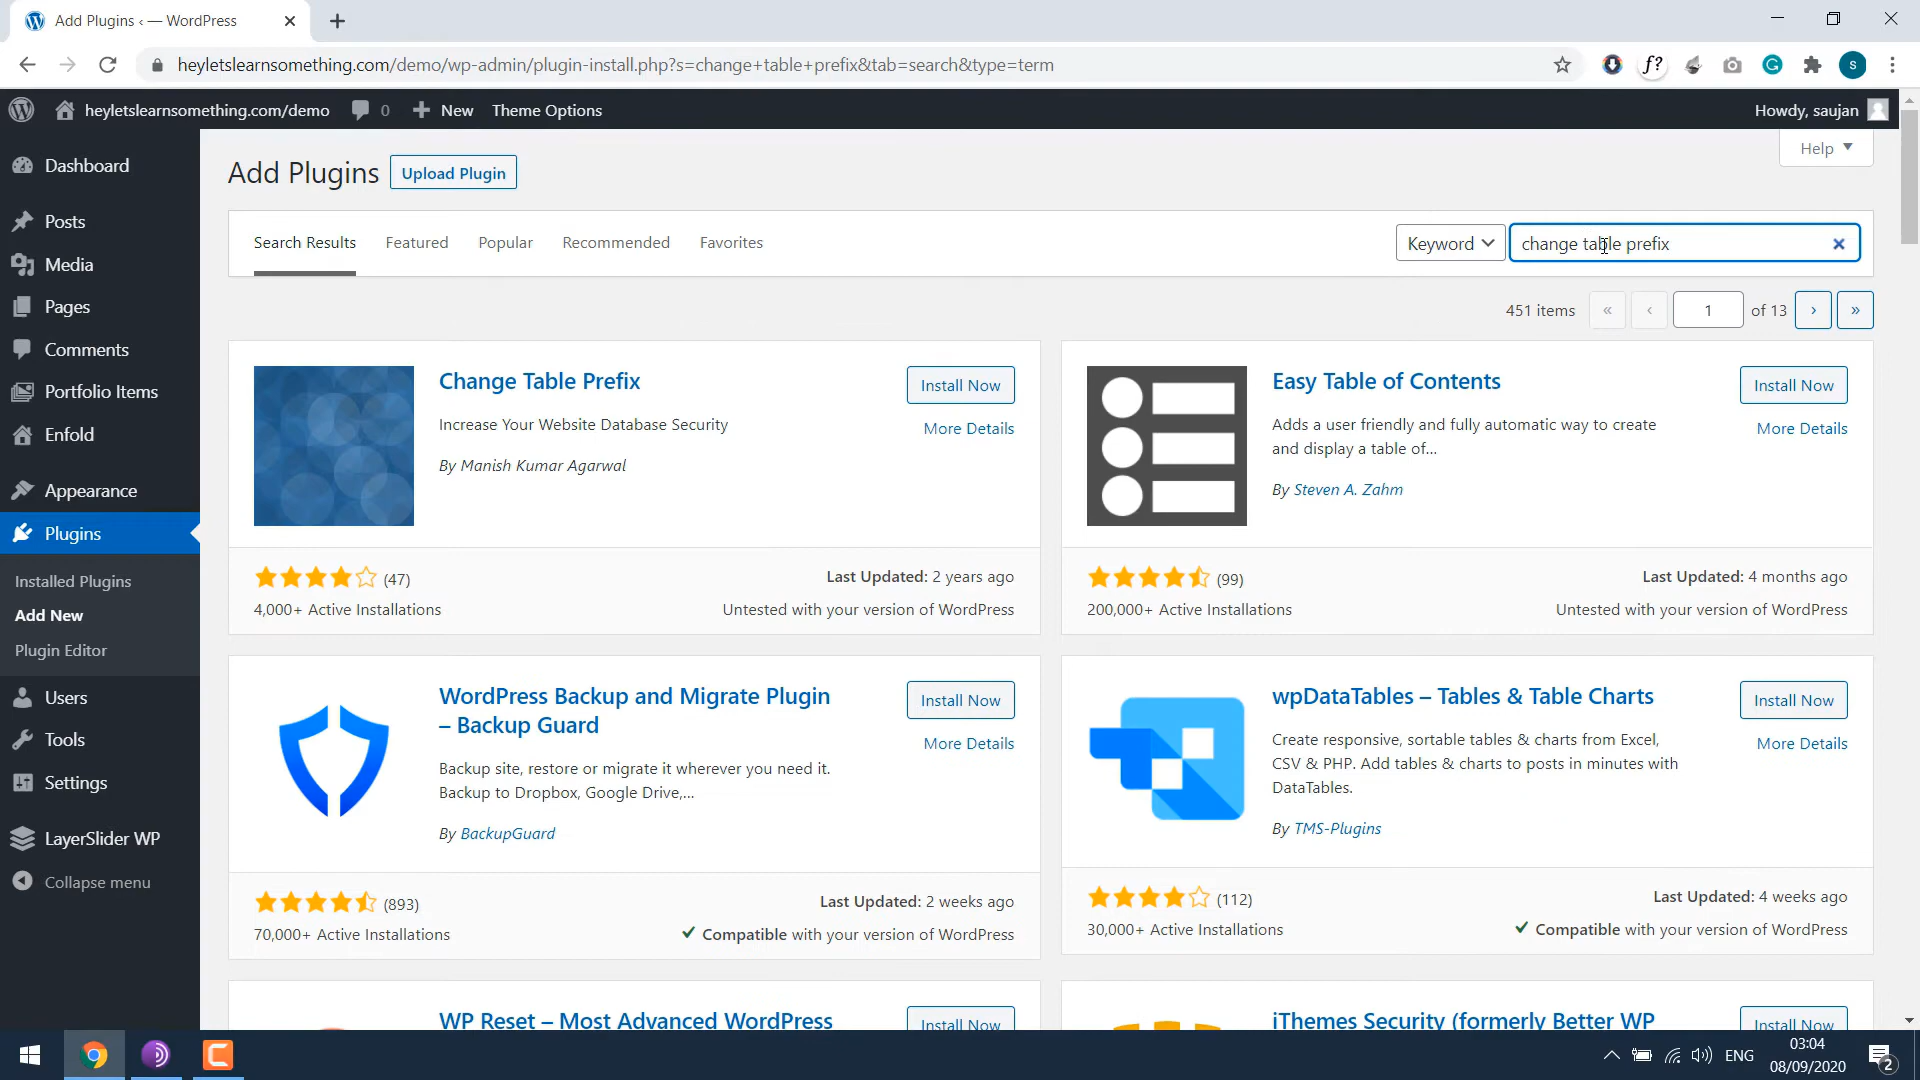 Add Plugins ‹ — WordPress
heyletslearnsomething.com/demo/wp-admin/plugin-install.php?s=change+table+prefix&tab=search&type=term
f?
s
heyletslearnsomething.com/demo
0
New
Theme Options
Howdy, saujan
Dashboard
Posts
Media
Pages
Comments
Portfolio Items
Enfold
Appearance
Plugins
Installed Plugins
Add New
Plugin Editor
Users
Tools
Settings
LayerSlider WP
Collapse menu
Help
Add Plugins
Upload Plugin
Search Results
Featured
Popular
Recommended
Favorites
Keyword
change table prefix
451 items
«
‹
1
of 13
›
»
Change Table Prefix
Install Now
More Details
Increase Your Website Database Security
By Manish Kumar Agarwal
(47)
4,000+ Active Installations
Last Updated: 2 years ago
Untested with your version of WordPress
Easy Table of Contents
Install Now
More Details
Adds a user friendly and fully automatic way to create
and display a table of...
By Steven A. Zahm
(99)
200,000+ Active Installations
Last Updated: 4 months ago
Untested with your version of WordPress
WordPress Backup and Migrate Plugin
– Backup Guard
Install Now
More Details
Backup site, restore or migrate it wherever you need it.
Backup to Dropbox, Google Drive,...
By BackupGuard
(893)
70,000+ Active Installations
Last Updated: 2 weeks ago
Compatible with your version of WordPress
wpDataTables – Tables & Table Charts
Install Now
More Details
Create responsive, sortable tables & charts from Excel,
CSV & PHP. Add tables & charts to posts in minutes with
DataTables.
By TMS-Plugins
(112)
30,000+ Active Installations
Last Updated: 4 weeks ago
Compatible with your version of WordPress
WP Reset – Most Advanced WordPress
Install Now
iThemes Security (formerly Better WP
Install Now
ENG
03:04
08/09/2020
2